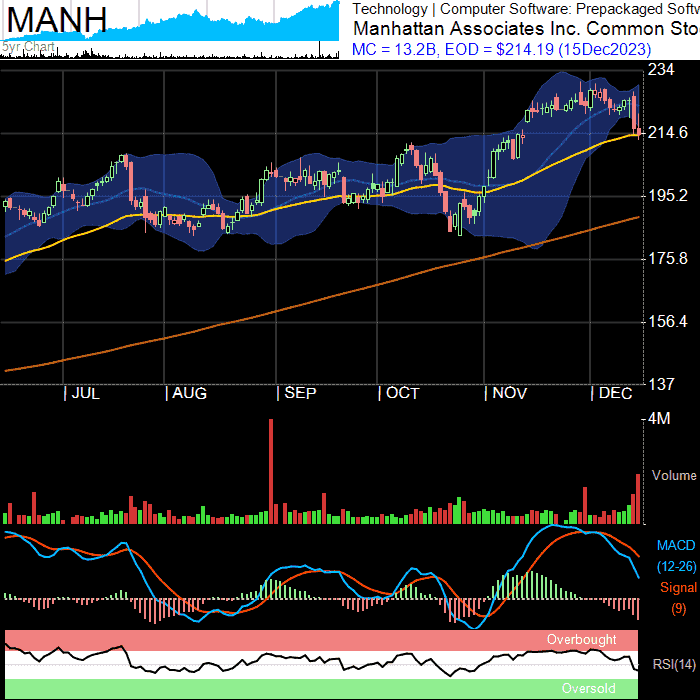 MANH
5yr Chart
Technology | Computer Software: Prepackaged Softw
Manhattan Associates Inc. Common Sto
MC = 13.2B, EOD = $214.19 (15Dec2023)
234
214.6
195.2
175.8
156.4
137
| JUL | AUG | SEP | OCT | NOV | DEC
4M
Volume
MACD
(12-26)
Signal
(9)
Overbought
RSI(14)
Oversold